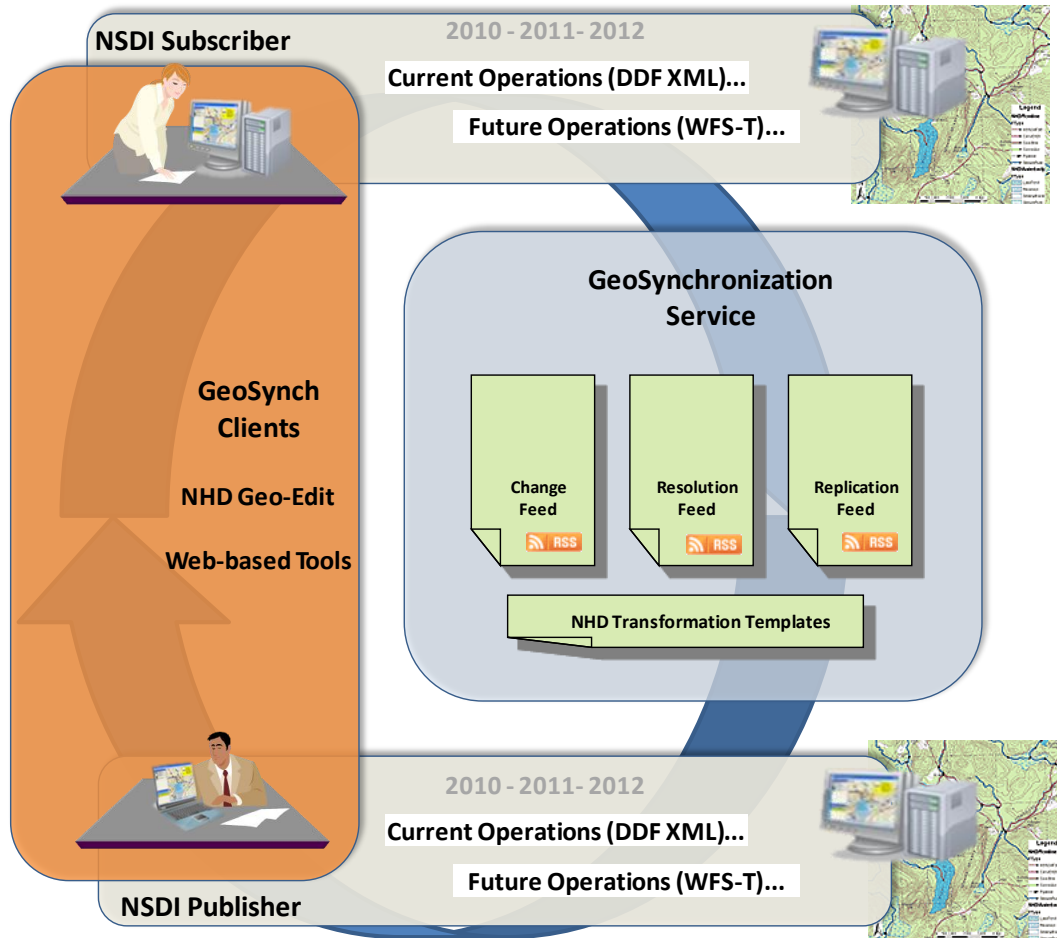 NSDI Subscriber
2010 - 2011- 2012
Current Operations (DDF XML)...
Future Operations (WFS-T)...
Legend
GeoSynchronization
Service
GeoSynch
Clients
NHD Geo-Edit
Web-based Tools
Change
Feed
RSS
Resolution
Feed
RSS
Replication
Feed
RSS
NHD Transformation Templates
2010 - 2011- 2012
Current Operations (DDF XML)...
Future Operations (WFS-T)...
NSDI Publisher
Legend